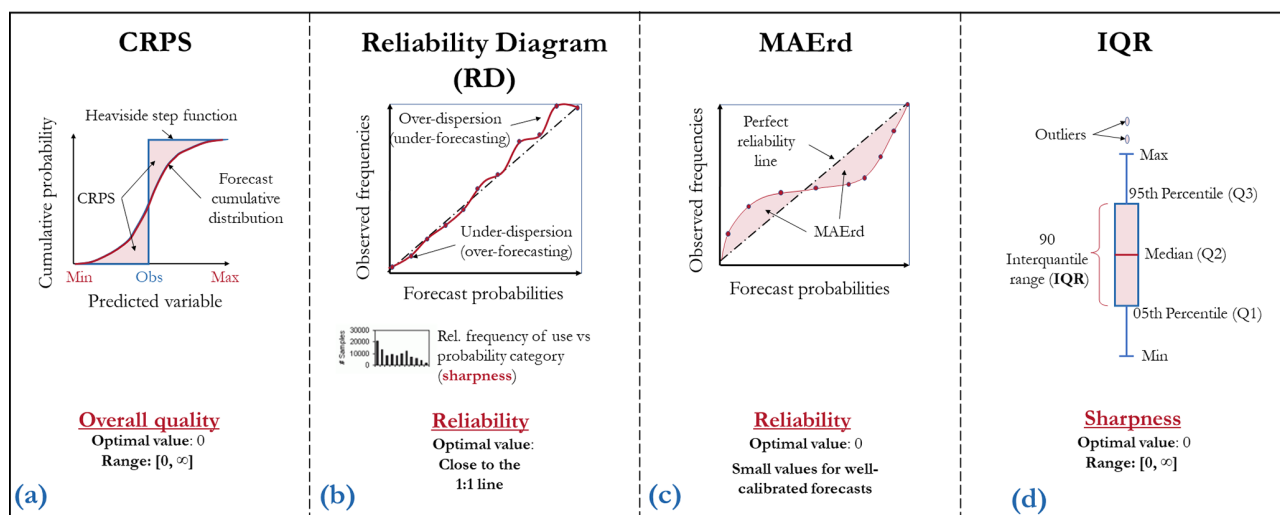 CRPS
Heaviside step function
Cumulative probability
CRPS
Forecast
cumulative
distribution
Min
Obs
Max
Predicted variable
Overall quality
Optimal value: 0
Range: [0, ∞]
(a)
Reliability Diagram
(RD)
Observed frequencies
Over-dispersion
(under-forecasting)
Under-dispersion
(over-forecasting)
Forecast probabilities
# Samples
30000
20000
10000
0
Rel. frequency of use vs
probability category
(sharpness)
Reliability
Optimal value:
Close to the
1:1 line
(b)
MAErd
Observed frequencies
Perfect
reliability
line
MAErd
Forecast probabilities
Reliability
Optimal value: 0
Small values for well-
calibrated forecasts
(c)
IQR
Outliers
Max
95th Percentile (Q3)
90
Interquantile
range (IQR)
Median (Q2)
05th Percentile (Q1)
Min
Sharpness
Optimal value: 0
Range: [0, ∞]
(d)